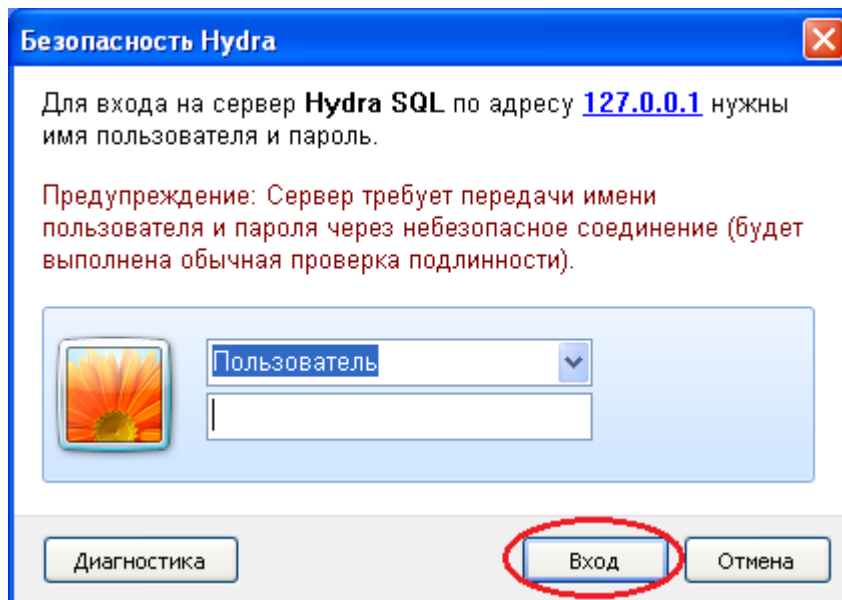 Безопасность Hydra
Для входа на сервер Hydra SQL по адресу 127.0.0.1 нужны
имя пользователя и пароль.
Предупреждение: Сервер требует передачи имени
пользователя и пароля через небезопасное соединение (будет
выполнена обычная проверка подлинности).
Пользователь
Диагностика
Вход
Отмена